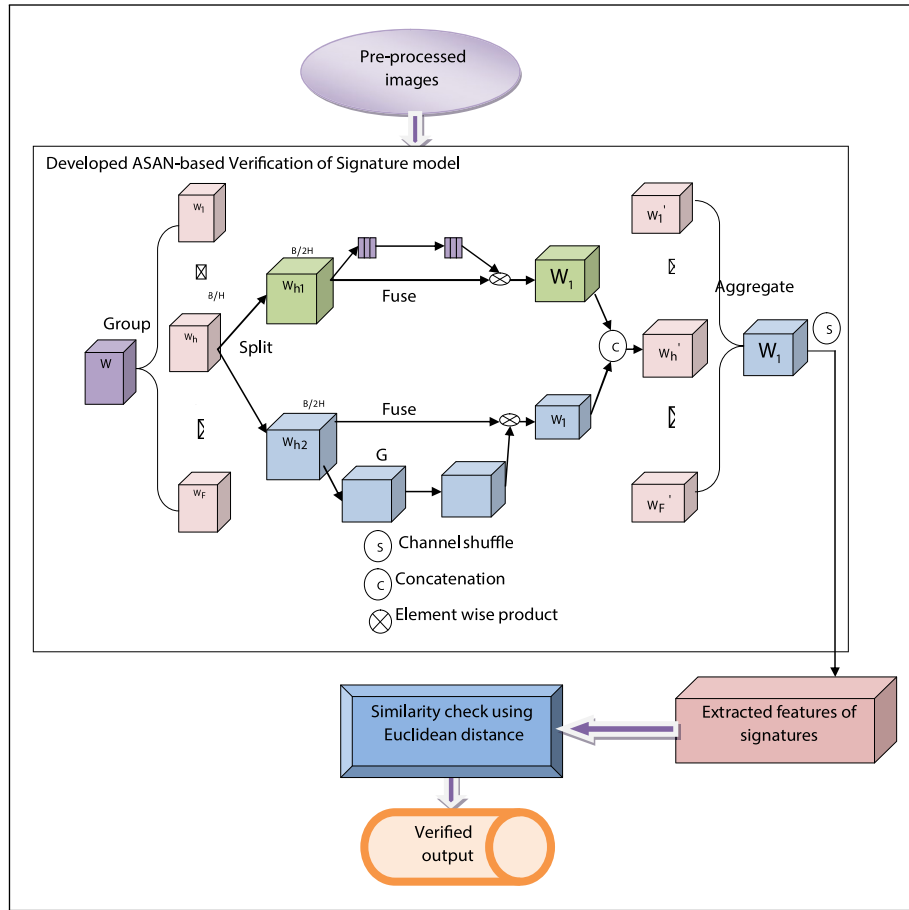 Pre-processed
images
Developed ASAN-based Verification of Signature model
W1
B/H
Group
W
Wh
WF
Split
B/2H
Wh1
Fuse
W1
B/2H
Wh2
Fuse
G
W1
C
W1'
Aggregate
Wh'
WF'
W1
S
S Channel shuffle
C Concatenation
Element wise product
Extracted features of
signatures
Similarity check using
Euclidean distance
Verified
output